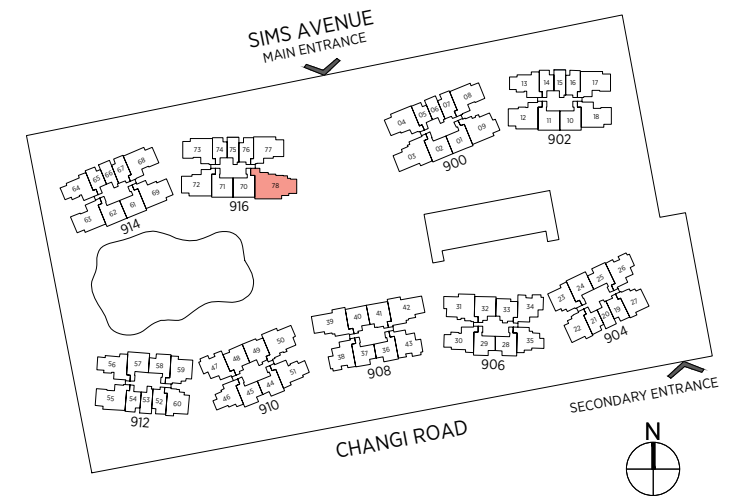 SIMS AVENUE
MAIN ENTRANCE
13 14 15 16 17
12 11 10 18
902
04 05 06 07 08
03 02 01 09
900
73 74 75 76 77
72 71 70 78
916
64 65 66 67 68
63 62 61 69
914
23 24 25 26
22 21 20 19 27
904
31 32 33 34
30 29 28 35
906
39 40 41 42
38 37 36 43
908
47 48 49 50
46 45 44 51
910
56 57 58 59
55 54 53 52 60
912
SECONDARY ENTRANCE
CHANGI ROAD
N